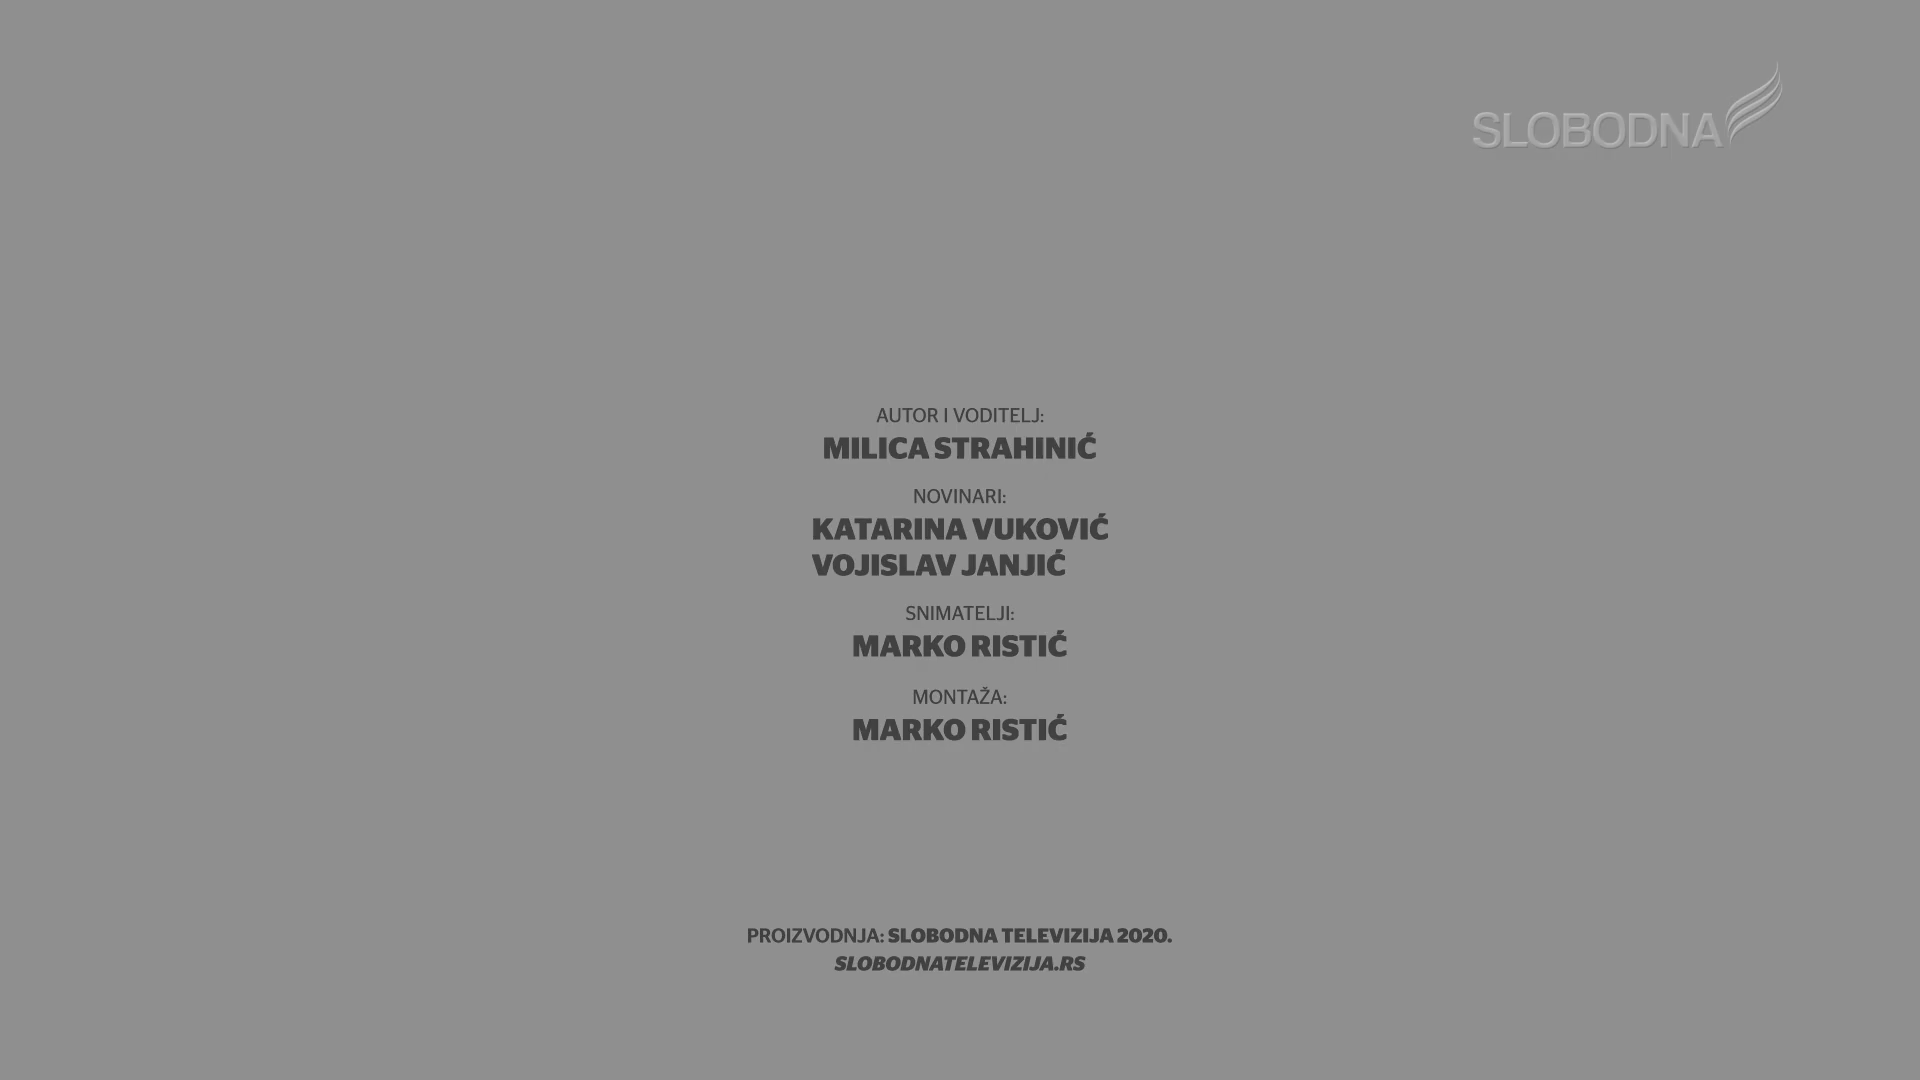 SLOBODNA
AUTOR I VODITELJ:
MILICA STRAHINIĆ
NOVINARI:
KATARINA VUKOVIĆ
VOJISLAV JANJIĆ
SNIMATELJI:
MARKO RISTIĆ
MONTAŽA:
MARKO RISTIĆ
PROIZVODNJA: SLOBODNA TELEVIZIJA 2020.
SLOBODNATELEVIZIJA.RS